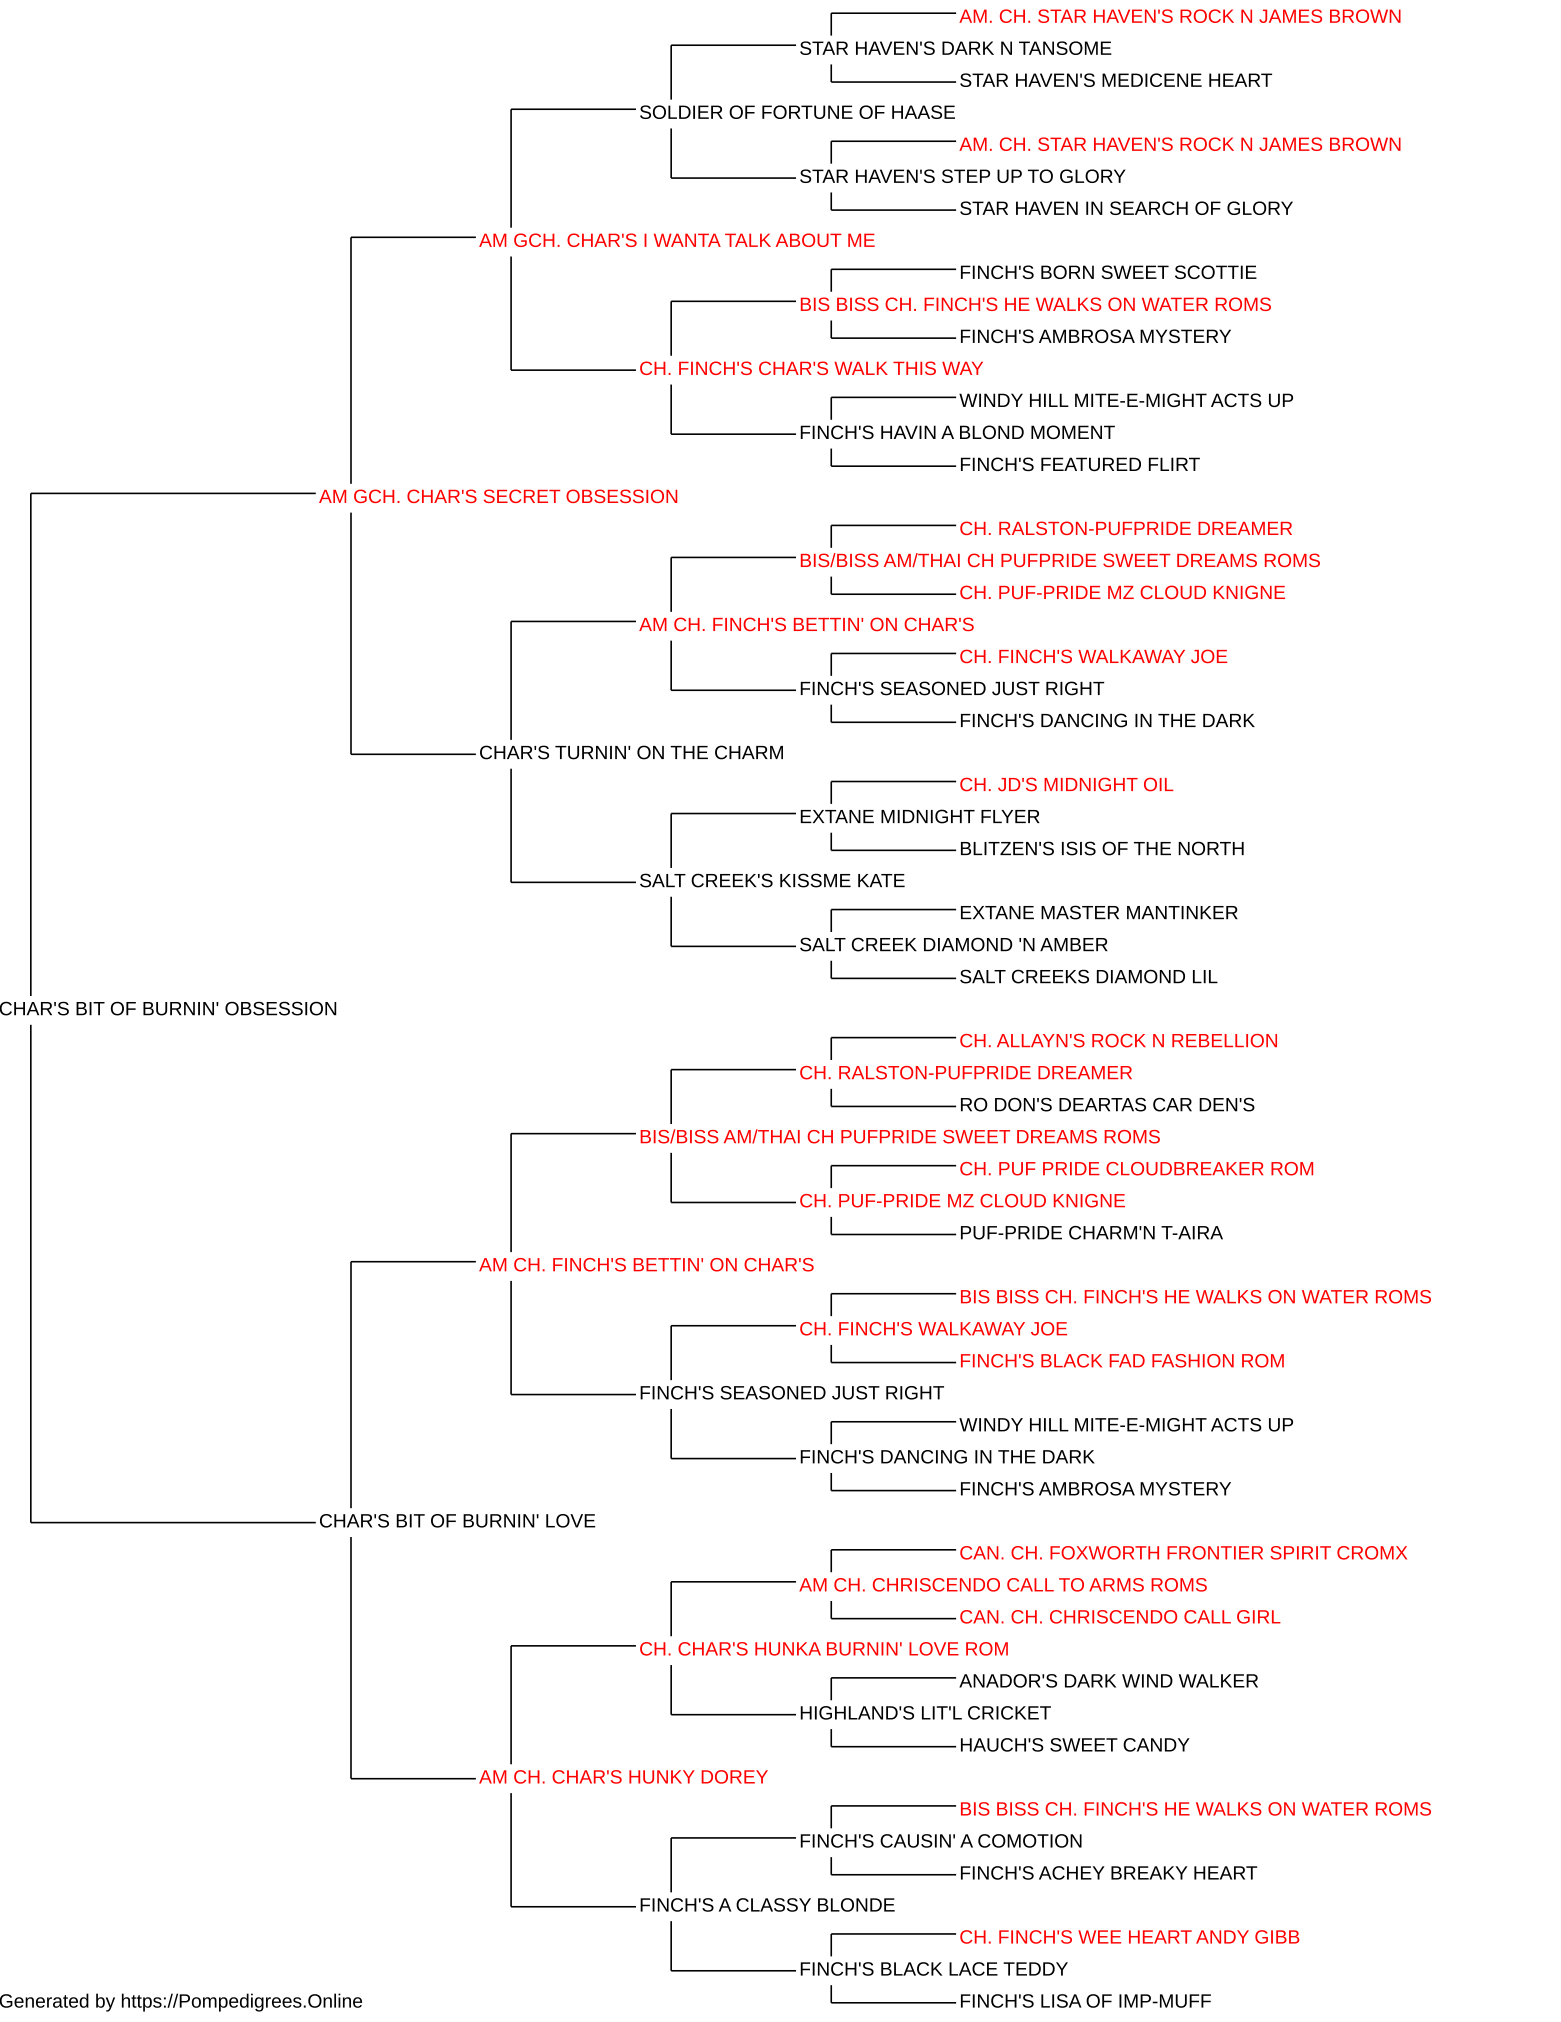 AM. CH. STAR HAVEN'S ROCK N JAMES BROWN
STAR HAVEN'S DARK N TANSOME
STAR HAVEN'S MEDICENE HEART
SOLDIER OF FORTUNE OF HAASE
AM. CH. STAR HAVEN'S ROCK N JAMES BROWN
STAR HAVEN'S STEP UP TO GLORY
STAR HAVEN IN SEARCH OF GLORY
AM GCH. CHAR'S I WANTA TALK ABOUT ME
FINCH'S BORN SWEET SCOTTIE
BIS BISS CH. FINCH'S HE WALKS ON WATER ROMS
FINCH'S AMBROSA MYSTERY
CH. FINCH'S CHAR'S WALK THIS WAY
WINDY HILL MITE-E-MIGHT ACTS UP
FINCH'S HAVIN A BLOND MOMENT
FINCH'S FEATURED FLIRT
AM GCH. CHAR'S SECRET OBSESSION
CH. RALSTON-PUFPRIDE DREAMER
BIS/BISS AM/THAI CH PUFPRIDE SWEET DREAMS ROMS
CH. PUF-PRIDE MZ CLOUD KNIGNE
AM CH. FINCH'S BETTIN' ON CHAR'S
CH. FINCH'S WALKAWAY JOE
FINCH'S SEASONED JUST RIGHT
FINCH'S DANCING IN THE DARK
CHAR'S TURNIN' ON THE CHARM
CH. JD'S MIDNIGHT OIL
EXTANE MIDNIGHT FLYER
BLITZEN'S ISIS OF THE NORTH
SALT CREEK'S KISSME KATE
EXTANE MASTER MANTINKER
SALT CREEK DIAMOND 'N AMBER
SALT CREEKS DIAMOND LIL
CHAR'S BIT OF BURNIN' OBSESSION
CH. ALLAYN'S ROCK N REBELLION
CH. RALSTON-PUFPRIDE DREAMER
RO DON'S DEARTAS CAR DEN'S
BIS/BISS AM/THAI CH PUFPRIDE SWEET DREAMS ROMS
CH. PUF PRIDE CLOUDBREAKER ROM
CH. PUF-PRIDE MZ CLOUD KNIGNE
PUF-PRIDE CHARM'N T-AIRA
AM CH. FINCH'S BETTIN' ON CHAR'S
BIS BISS CH. FINCH'S HE WALKS ON WATER ROMS
CH. FINCH'S WALKAWAY JOE
FINCH'S BLACK FAD FASHION ROM
FINCH'S SEASONED JUST RIGHT
WINDY HILL MITE-E-MIGHT ACTS UP
FINCH'S DANCING IN THE DARK
FINCH'S AMBROSA MYSTERY
CHAR'S BIT OF BURNIN' LOVE
CAN. CH. FOXWORTH FRONTIER SPIRIT CROMX
AM CH. CHRISCENDO CALL TO ARMS ROMS
CAN. CH. CHRISCENDO CALL GIRL
CH. CHAR'S HUNKA BURNIN' LOVE ROM
ANADOR'S DARK WIND WALKER
HIGHLAND'S LIT'L CRICKET
HAUCH'S SWEET CANDY
AM CH. CHAR'S HUNKY DOREY
BIS BISS CH. FINCH'S HE WALKS ON WATER ROMS
FINCH'S CAUSIN' A COMOTION
FINCH'S ACHEY BREAKY HEART
FINCH'S A CLASSY BLONDE
CH. FINCH'S WEE HEART ANDY GIBB
FINCH'S BLACK LACE TEDDY
FINCH'S LISA OF IMP-MUFF
Generated by https://Pompedigrees.Online